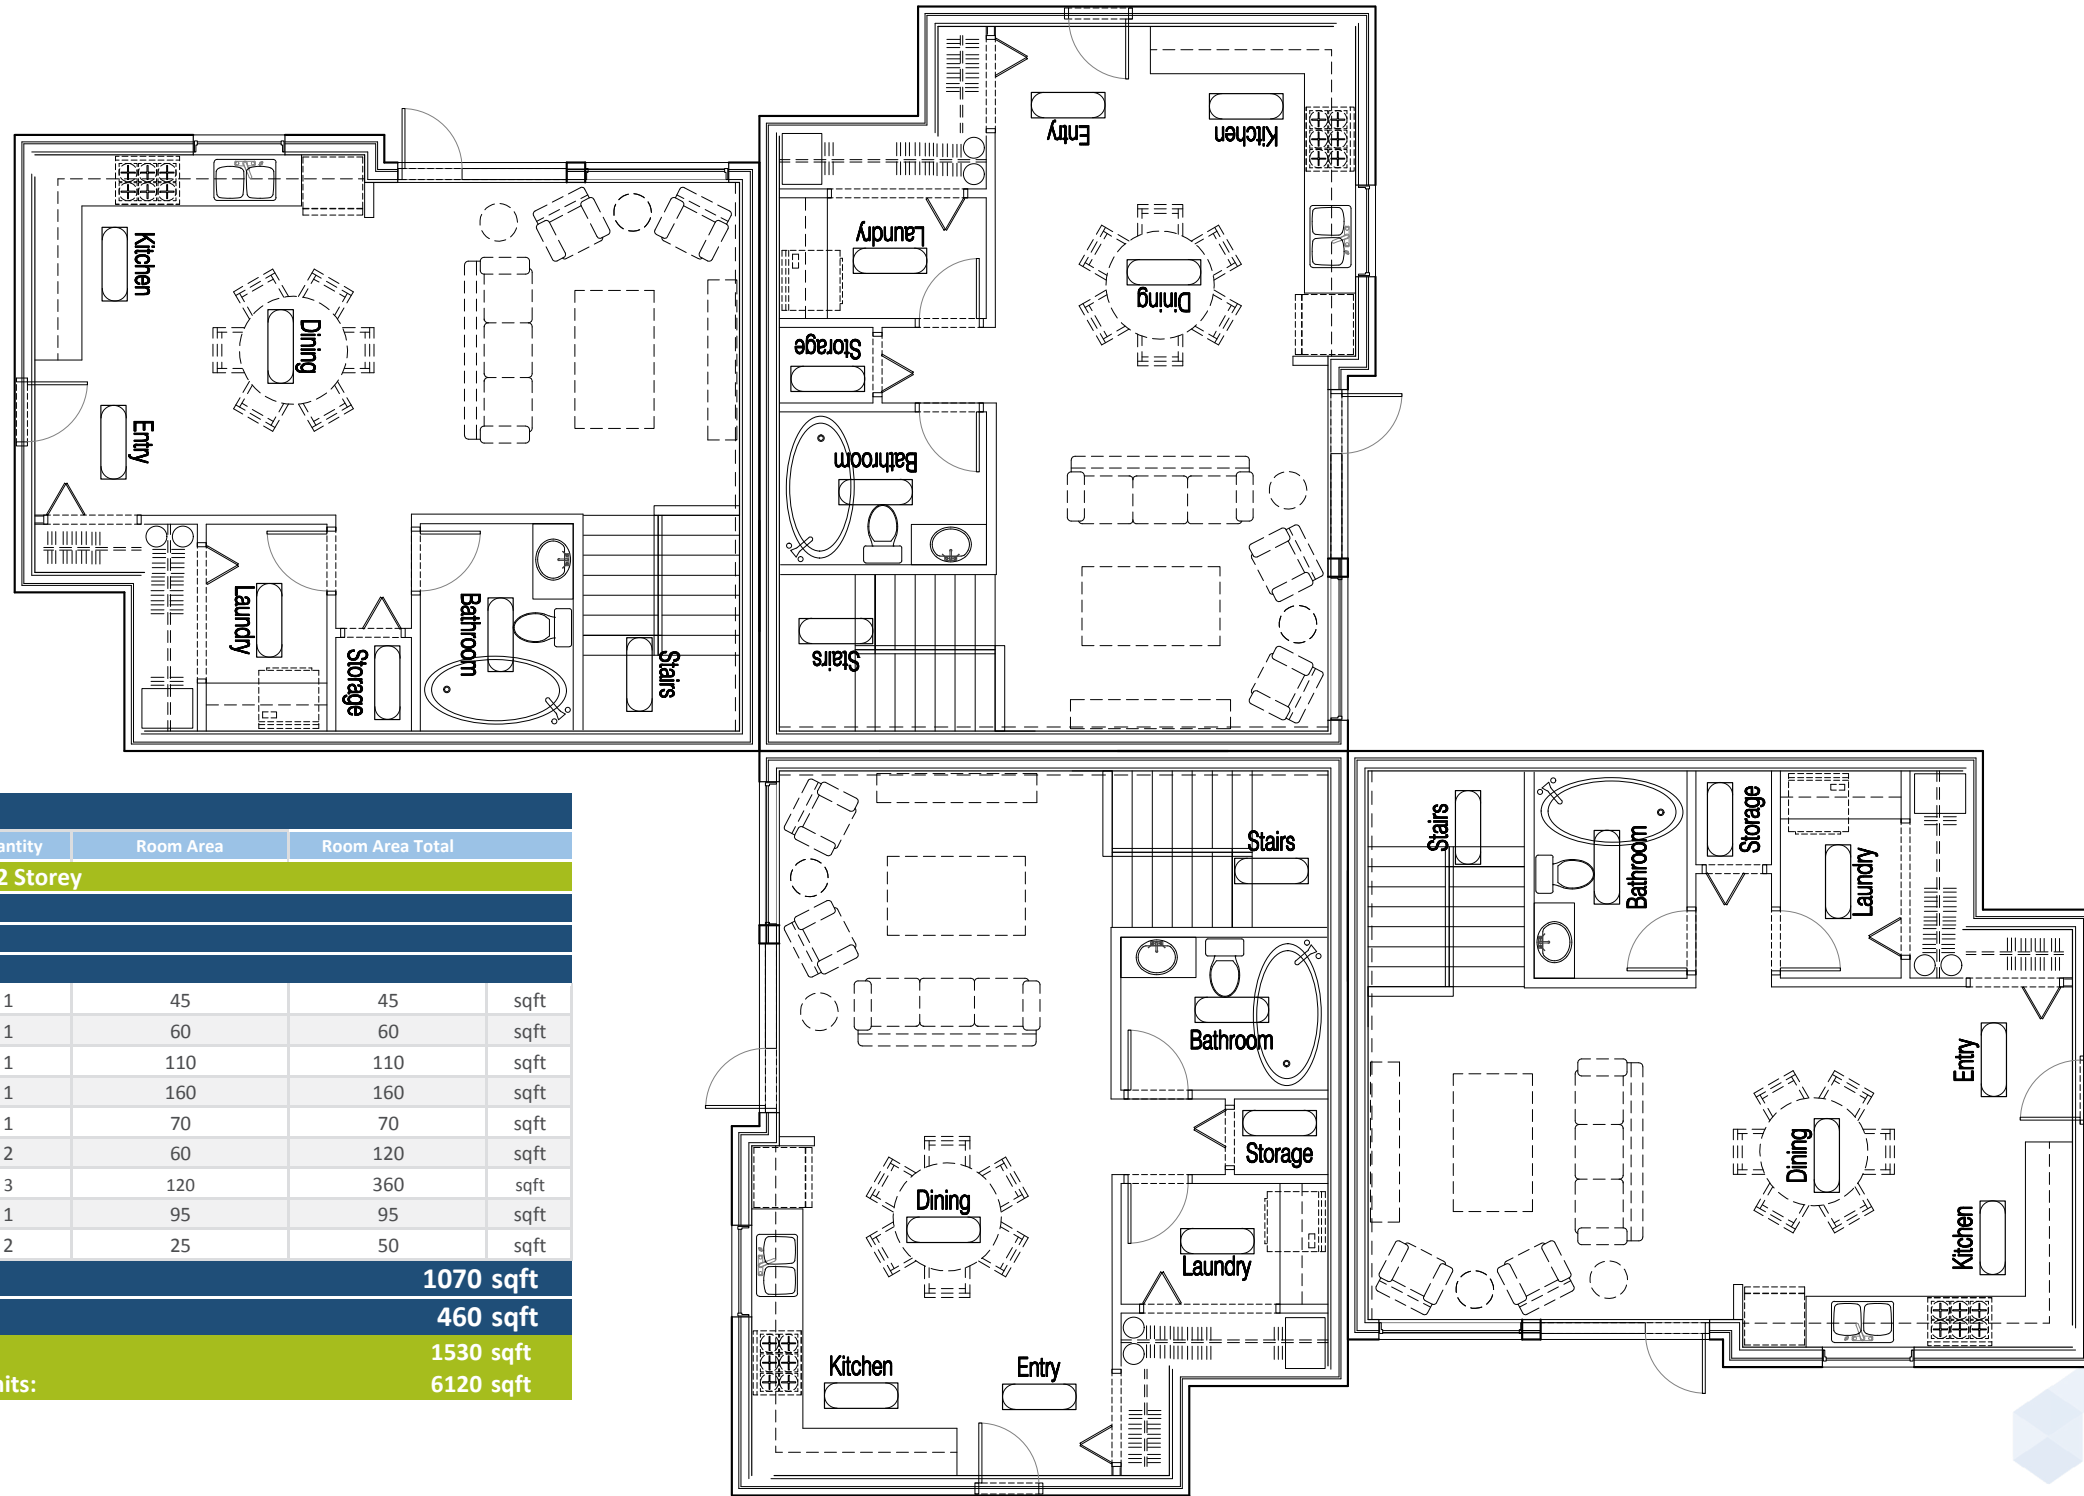 Entry
Kitchen
Laundry
Dining
Storage
Bathroom
Stairs
Kitchen
Dining
Entry
Laundry
Storage
Bathroom
Stairs
Stairs
Bathroom
Storage
Laundry
Dining
Kitchen
Entry
Stairs
Bathroom
Storage
Laundry
Entry
Dining
Kitchen
antity Room Area Room Area Total
2 Storey
1 45 45 sqft
1 60 60 sqft
1 110 110 sqft
1 160 160 sqft
1 70 70 sqft
2 60 120 sqft
3 120 360 sqft
1 95 95 sqft
2 25 50 sqft
1070 sqft
460 sqft
1530 sqft
nits: 6120 sqft